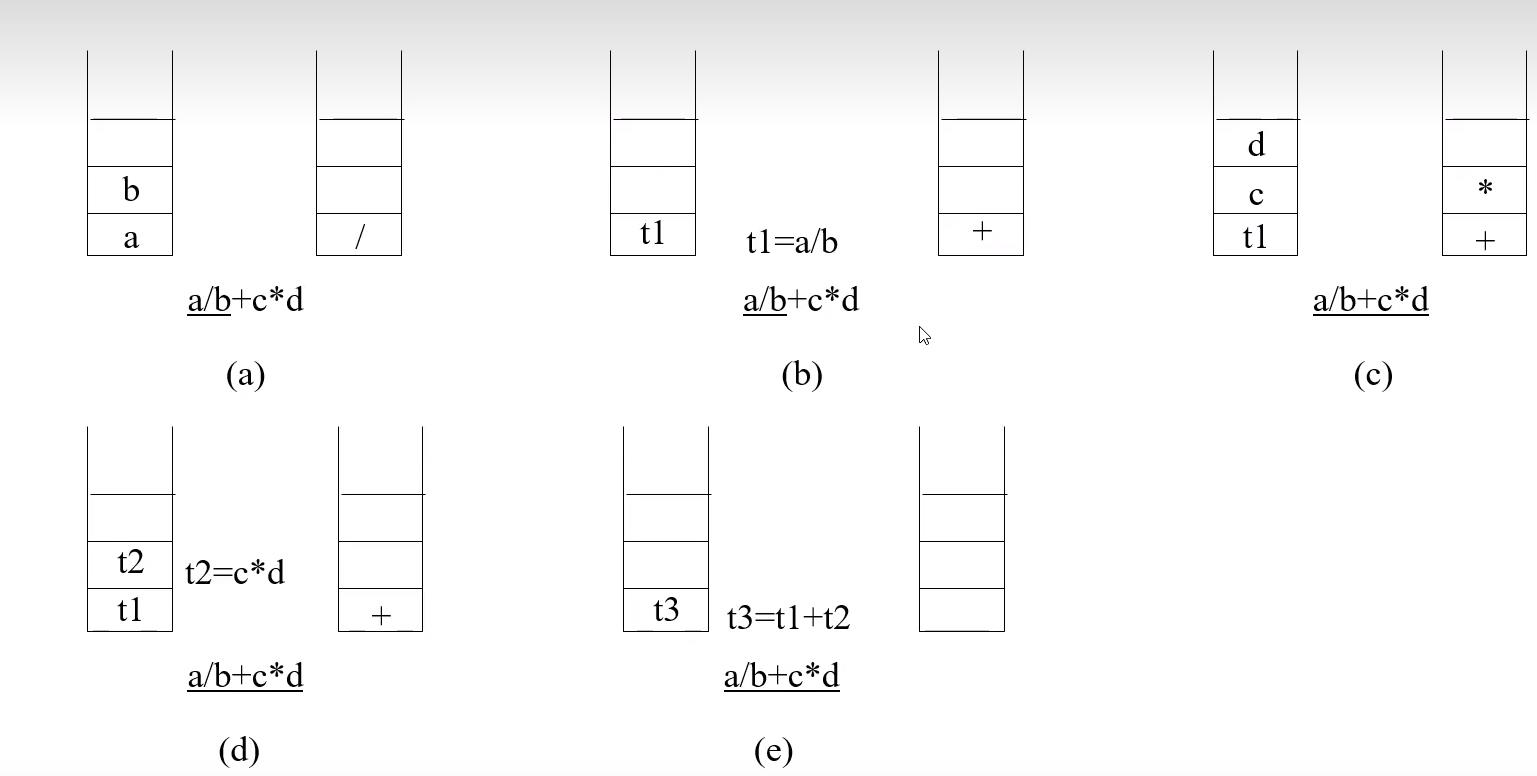 d
b c *
a / t1 t1=a/b + t1 +
a/b+c*d a/b+c*d a/b+c*d
(a) (b) (c)
t2 t2=c*d
t1 + t3 t3=t1+t2
a/b+c*d a/b+c*d
(d) (e)